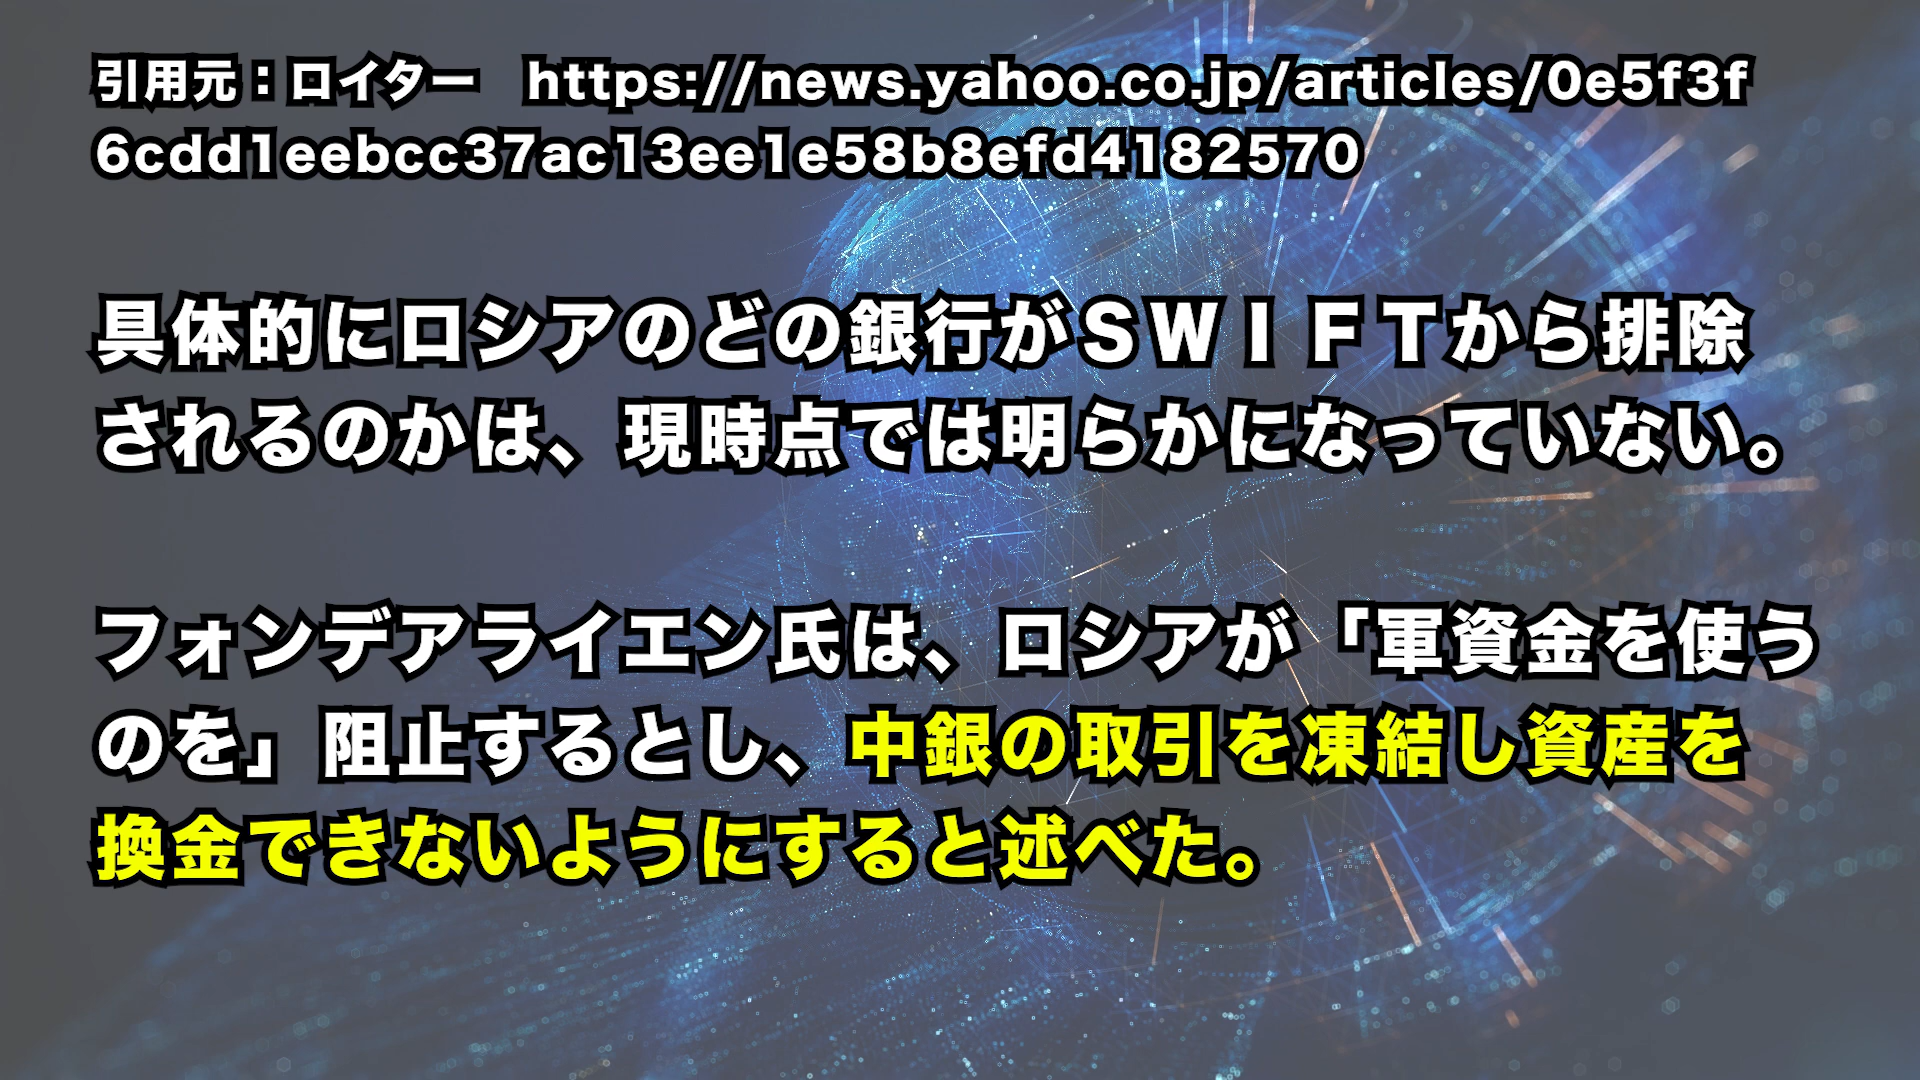 引用元：ロイター　https://news.yahoo.co.jp/articles/0e5f3f
6cdd1eebcc37ac13ee1e58b8efd4182570
具体的にロシアのどの銀行がＳＷＩＦＴから排除
されるのかは、現時点では明らかになっていない。
フォンデアライエン氏は、ロシアが「軍資金を使う
のを」阻止するとし、中銀の取引を凍結し資産を
換金できないようにすると述べた。